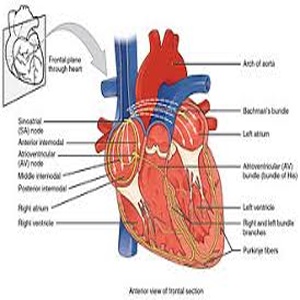 Frontal plane
through heart
Arch of aorta
Bachman's bundle
Left atrium
Atrioventricular (AV)
bundle (bundle of His)
Left ventricle
Right and left bundle
branches
Purkinje fibers
Sinoatrial
(SA) node
Anterior internodal
Atrioventricular
(AV) node
Middle internodal
Posterior internodal
Right atrium
Right ventricle
Anterior view of frontal section